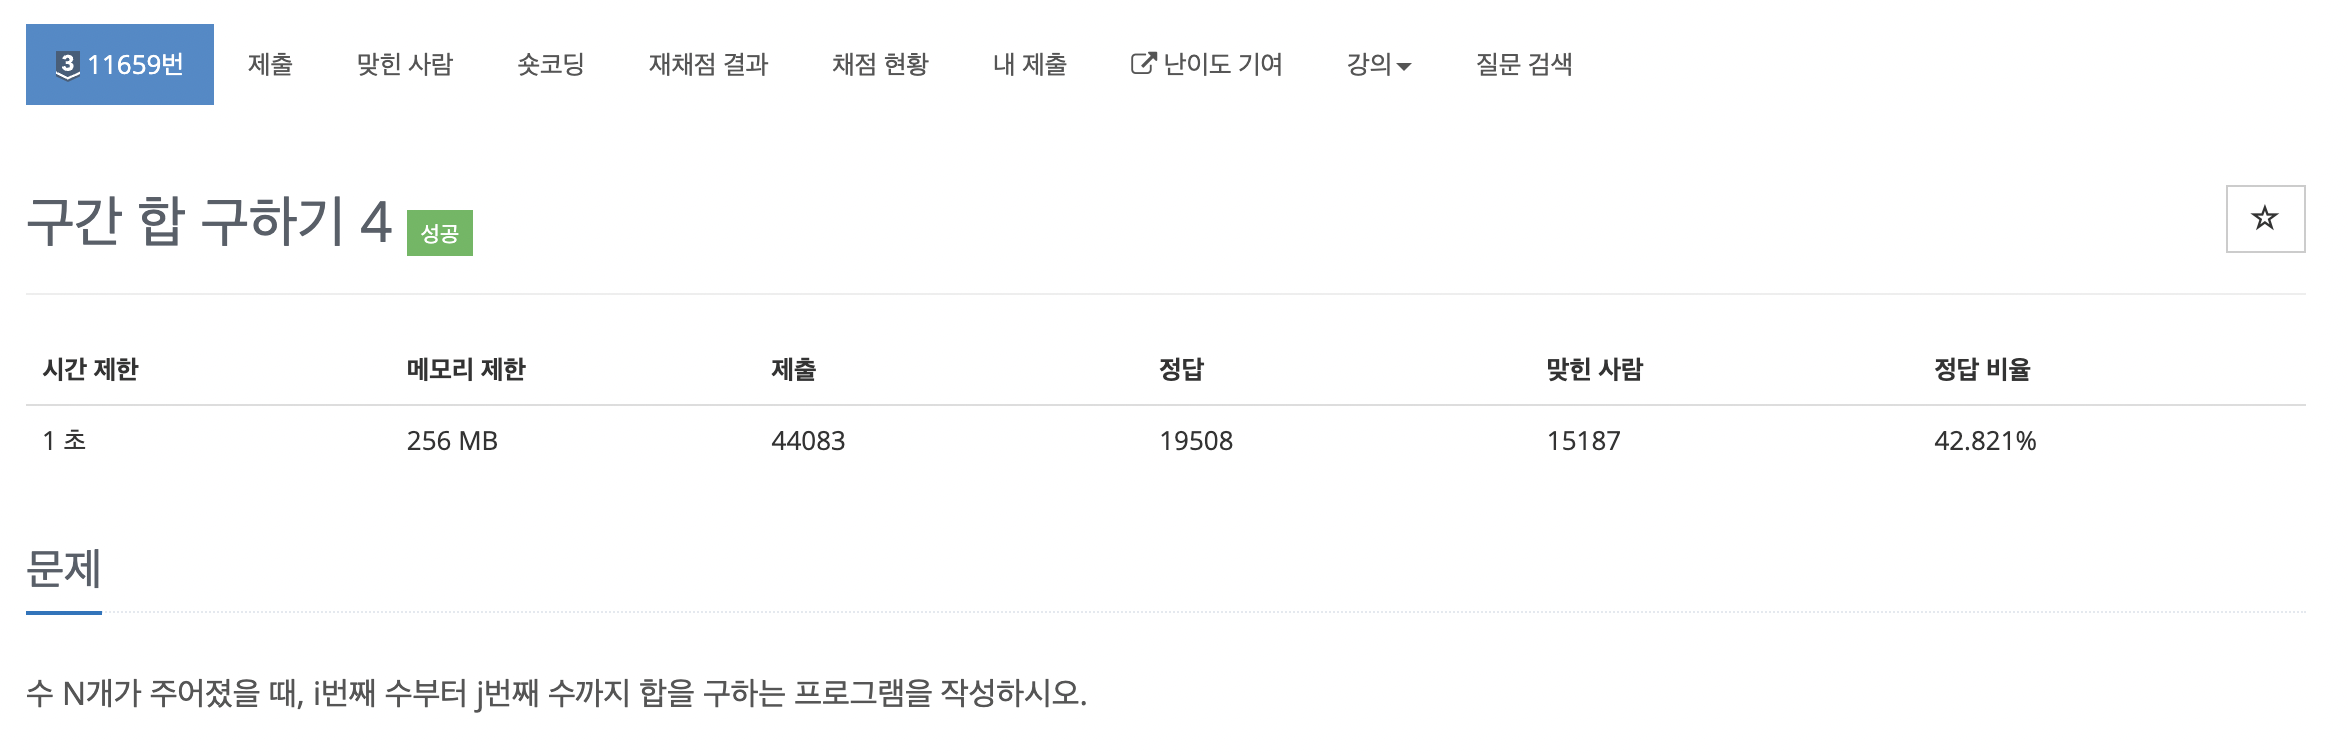 3 11659번 제출 맞힌 사람 숏코딩 재채점 결과 채점 현황 내 제출 난이도 기여 강의 질문 검색
구간 합 구하기 4 성공
시간 제한 메모리 제한 제출 정답 맞힌 사람 정답 비율
1 초 256 MB 44083 19508 15187 42.821%
문제
수 N개가 주어졌을 때, i번째 수부터 j번째 수까지 합을 구하는 프로그램을 작성하시오.